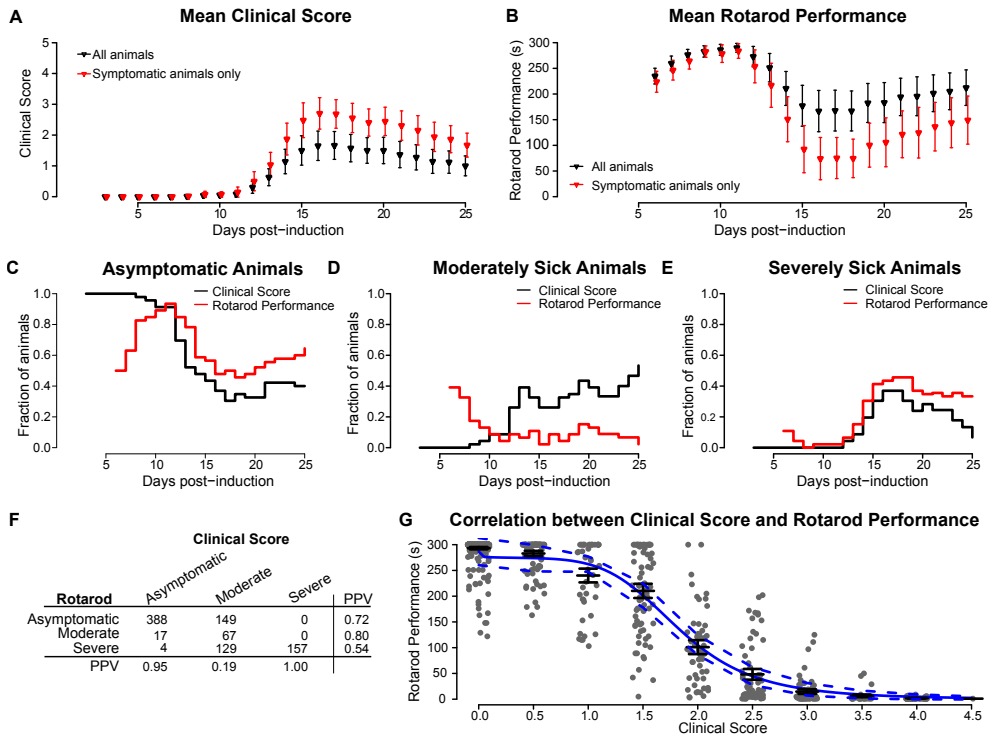 A
Mean Clinical Score
Clinical Score
5
4
3
2
1
0
All animals
Symptomatic animals only
5 10 15 20 25
Days post−induction
B
Mean Rotarod Performance
Rotarod Performance (s)
300
250
200
150
100
50
0
All animals
Symptomatic animals only
5 10 15 20 25
Days post−induction
C
Asymptomatic Animals
Fraction of animals
1.0
0.8
0.6
0.4
0.2
0.0
Clinical Score
Rotarod Performance
5 10 15 20 25
Days post−induction
D
Moderately Sick Animals
Fraction of animals
1.0
0.8
0.6
0.4
0.2
0.0
Clinical Score
Rotarod Performance
5 10 15 20 25
Days post−induction
E
Severely Sick Animals
Fraction of animals
1.0
0.8
0.6
0.4
0.2
0.0
Clinical Score
Rotarod Performance
5 10 15 20 25
Days post−induction
F
Clinical Score
Rotarod Asymptomatic Moderate Severe PPV
Asymptomatic 388 149 0 0.72
Moderate 17 67 0 0.80
Severe 4 129 157 0.54
PPV 0.95 0.19 1.00
G
Correlation between Clinical Score and Rotarod Performance
Rotarod Performance (s)
300
250
200
150
100
50
0
0.0 0.5 1.0 1.5 2.0 2.5 3.0 3.5 4.0 4.5
Clinical Score